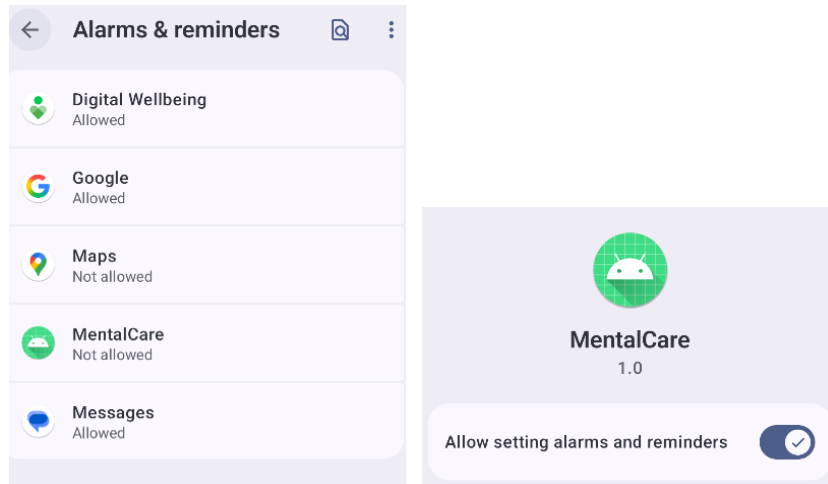 Alarms & reminders
Digital Wellbeing
Allowed
Google
Allowed
Maps
Not allowed
MentalCare
Not allowed
Messages
Allowed
MentalCare
1.0
Allow setting alarms and reminders